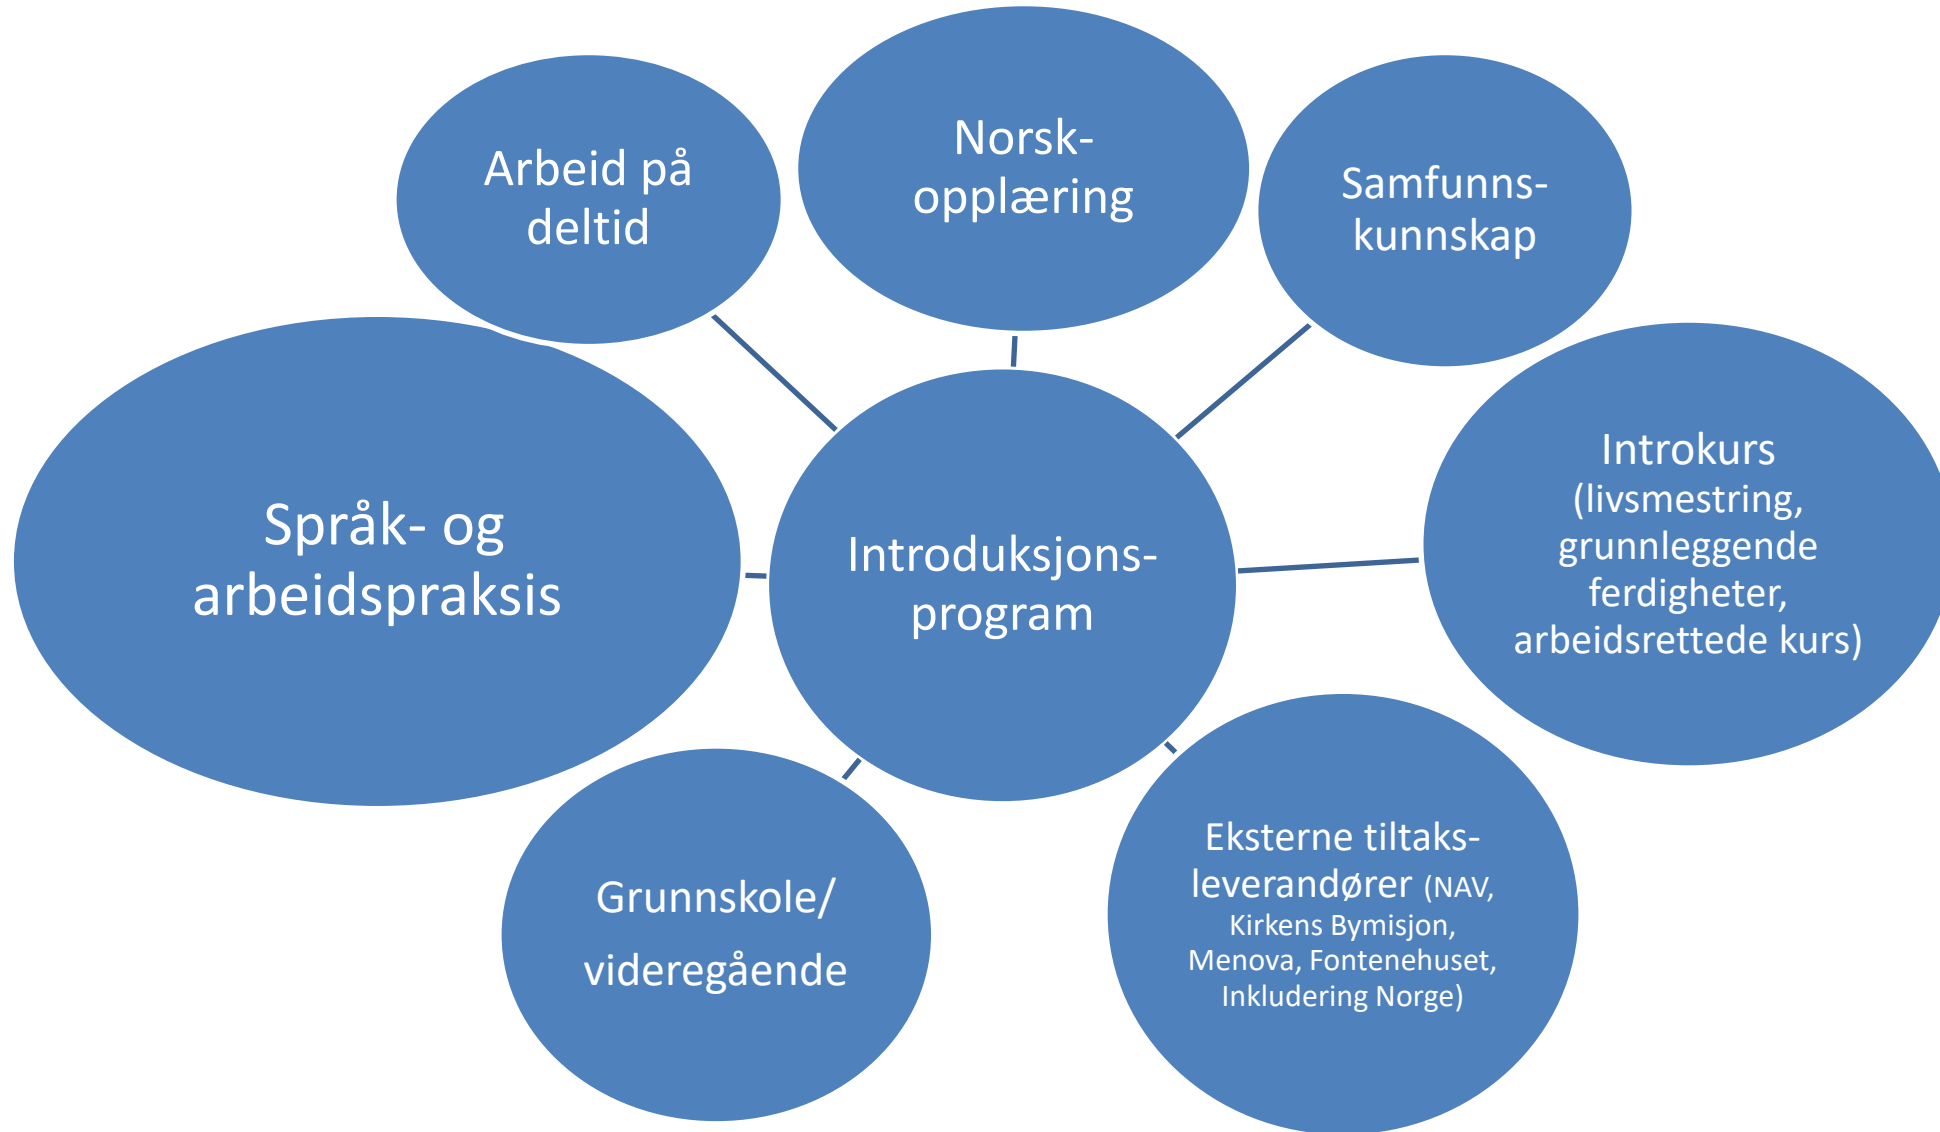 Arbeid på
deltid
Norsk-
opplæring
Samfunns-
kunnskap
Språk- og
arbeidspraksis
Introduksjons-
program
Introkurs
(livsmestring,
grunnleggende
ferdigheter,
arbeidsrettede kurs)
Grunnskole/
videregående
Eksterne tiltaks-
leverandører (NAV,
Kirkens Bymisjon,
Menova, Fontenehuset,
Inkludering Norge)